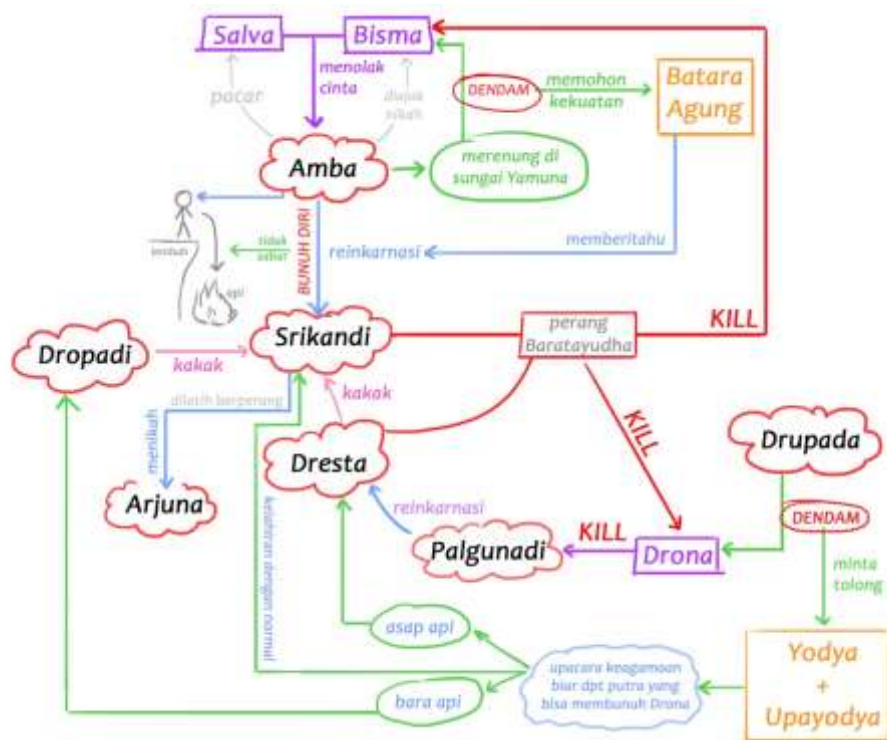 Salva
Bisma
menolak
cinta
pacar
diajak
nikah
DENDAM
memohon
kekuatan
Batara
Agung
Amba
merenung di
sungai Yamuna
BUNUH DIRI
tidak
sabar
reinkarnasi
memberitahu
api
Srikandi
perang
Baratayudha
KILL
Dropadi
kakak
kakak
dilatih berperang
menikah
Arjuna
Dresta
KILL
Drupada
reinkarnasi
Palgunadi
KILL
Drona
DENDAM
minta
tolong
kelahiran dengan normal
asap api
bara api
upacara keagamaan
biar dpt putra yang
bisa membunuh Drona
Yodya
+
Upayodya